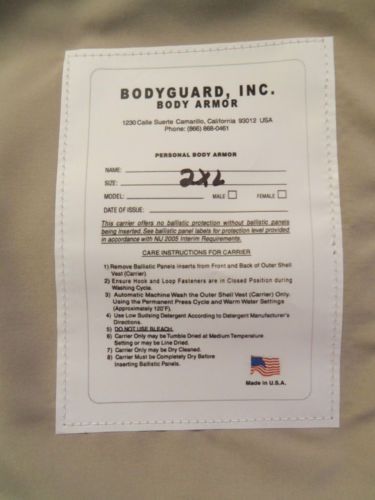 BODYGUARD, INC.
BODY ARMOR
1230 Calle Suerte Camarillo, California 93012 USA
Phone: (866) 868-0461
PERSONAL BODY ARMOR
NAME:
SIZE: 2XL
MODEL: MALE FEMALE
DATE OF ISSUE:
This carrier offers no ballistic protection without ballistic panels
being inserted. See ballistic panel labels for protection level provided
in accordance with NIJ 2005 Interim Requirements.
CARE INSTRUCTIONS FOR CARRIER
1) Remove Ballistic Panels Inserts from Front and Back of Outer Shell
Vest (Carrier).
2) Ensure Hook and Loop Fasteners are in Closed Position during
Washing Cycle.
3) Automatic Machine Wash the Outer Shell Vest (Carrier) Only.
Using the Permanent Press Cycle and Warm Water Settings
(Approximately 120°F).
4) Use Low Sudsing Detergent According to Detergent Manufacturer's
Directions.
5) DO NOT USE BLEACH.
6) Carrier Only may be Tumble Dried at Medium Temperature
Setting or may be Line Dried.
7) Carrier Only may be Dry Cleaned.
8) Carrier Must be Completely Dry Before
Inserting Ballistic Panels.
Made in U.S.A.